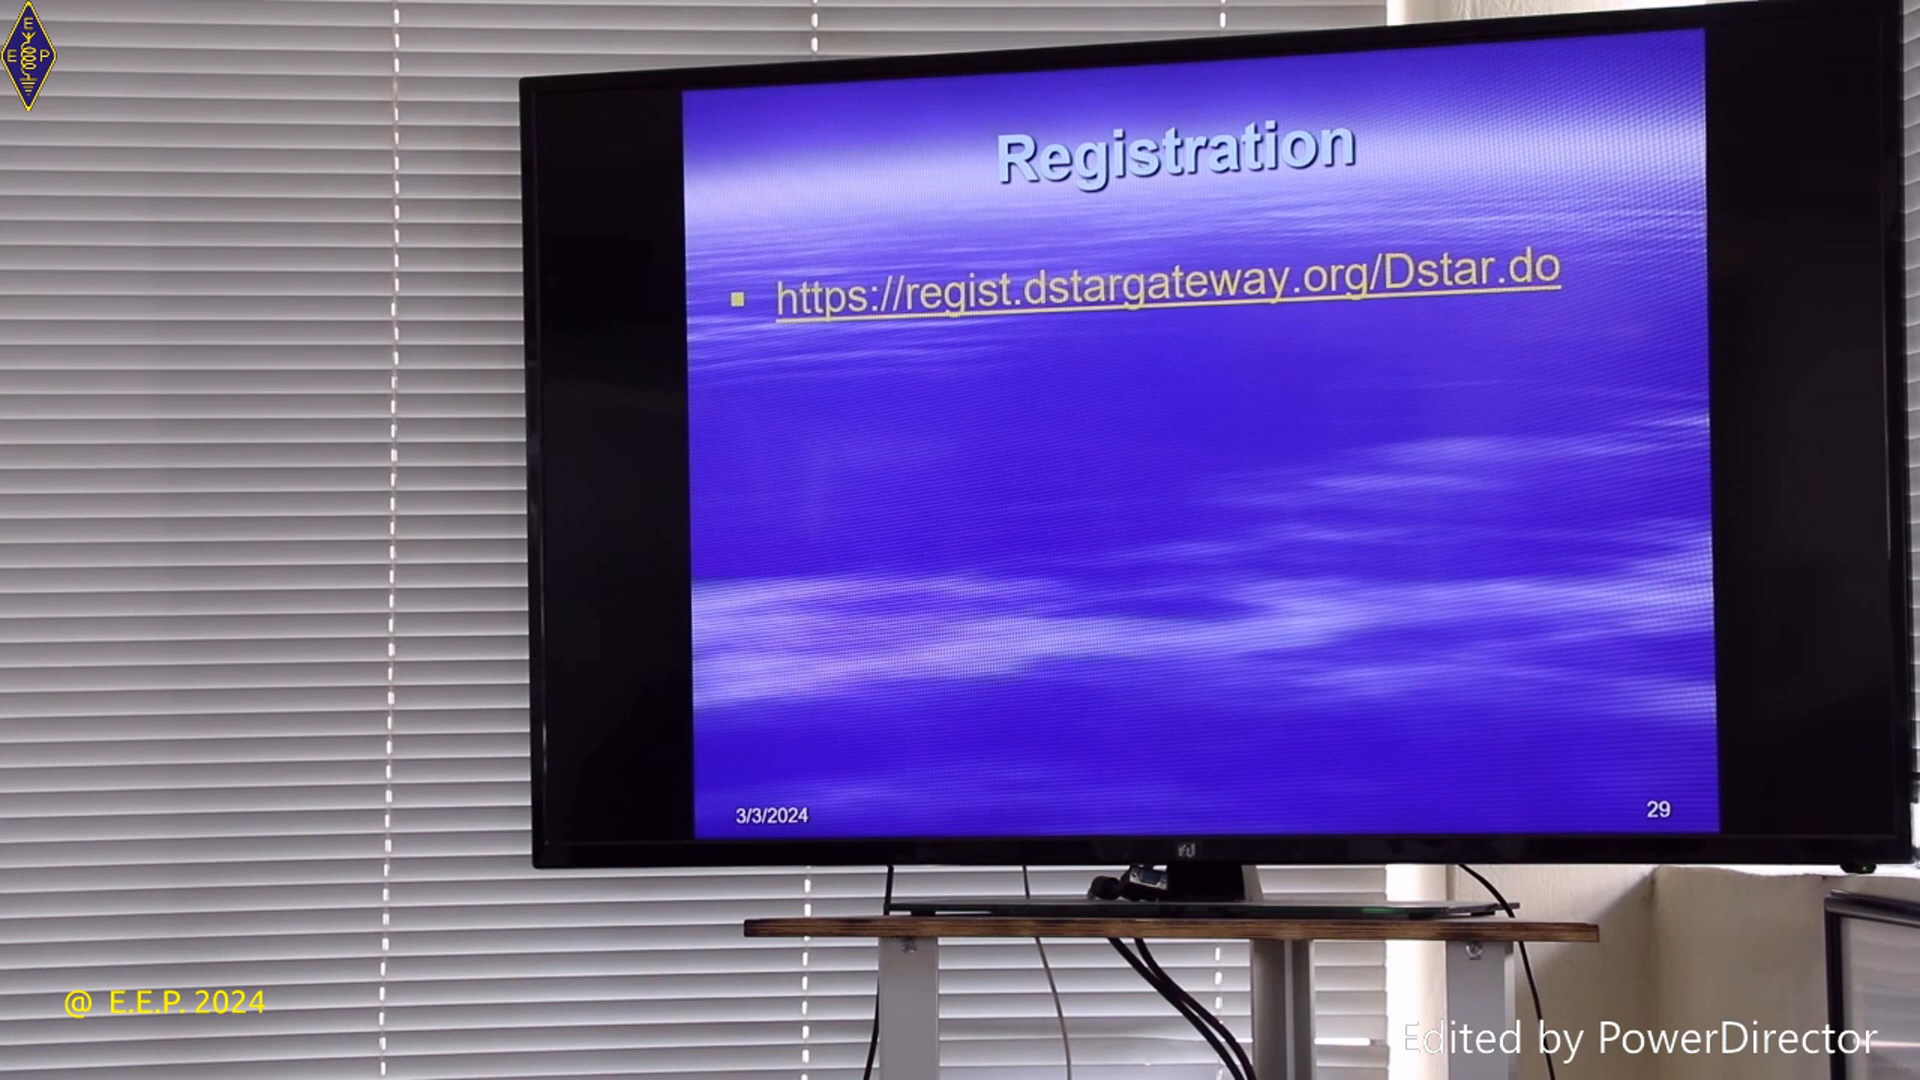 E
E P
Registration
https://regist.dstargateway.org/Dstar.do
3/3/2024
29
@ E.E.P. 2024
Edited by PowerDirector